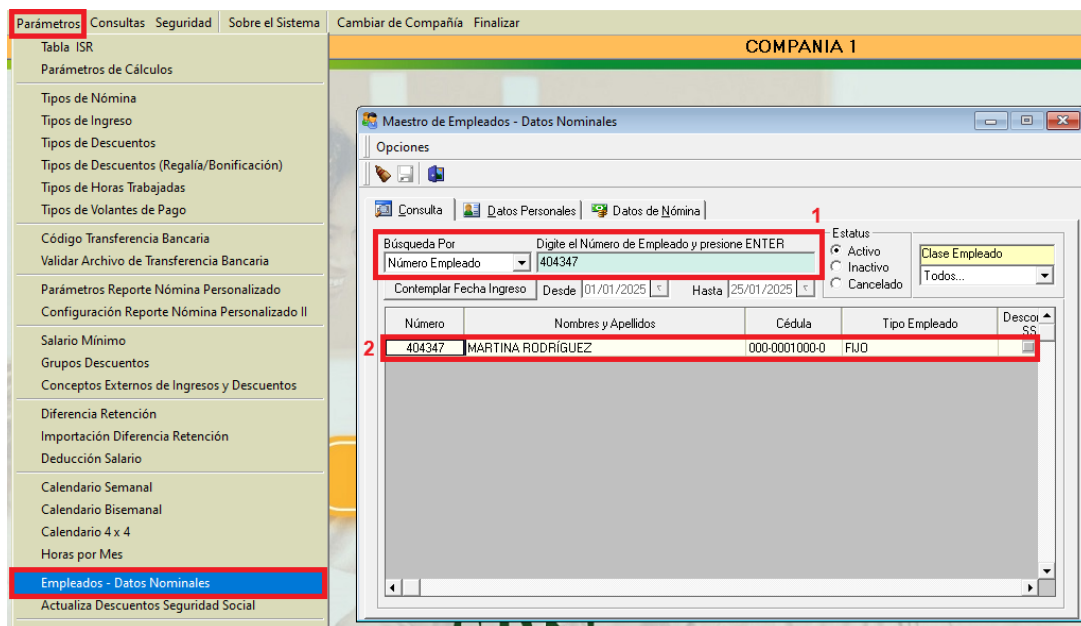 Parámetros Consultas Seguridad Sobre el Sistema Cambiar de Compañía Finalizar
COMPANIA 1
Tabla ISR
Parámetros de Cálculos
Tipos de Nómina
Tipos de Ingreso
Tipos de Descuentos
Tipos de Descuentos (Regalía/Bonificación)
Tipos de Horas Trabajadas
Tipos de Volantes de Pago
Código Transferencia Bancaria
Validar Archivo de Transferencia Bancaria
Parámetros Reporte Nómina Personalizado
Configuración Reporte Nómina Personalizado II
Salario Mínimo
Grupos Descuentos
Conceptos Externos de Ingresos y Descuentos
Diferencia Retención
Importación Diferencia Retención
Deducción Salario
Calendario Semanal
Calendario Bisemanal
Calendario 4 x 4
Horas por Mes
Empleados - Datos Nominales
Actualiza Descuentos Seguridad Social
Maestro de Empleados - Datos Nominales
Opciones
Consulta Datos Personales Datos de Nómina
1
Búsqueda Por Digite el Número de Empleado y presione ENTER
Número Empleado 404347
Contemplar Fecha Ingreso Desde 01/01/2025 Hasta 25/01/2025
Estatus
Activo
Inactivo
Cancelado
Clase Empleado
Todos...
Número Nombres y Apellidos Cédula Tipo Empleado
SS
2 404347 MARTINA RODRÍGUEZ 000-0001000-0 FIJO